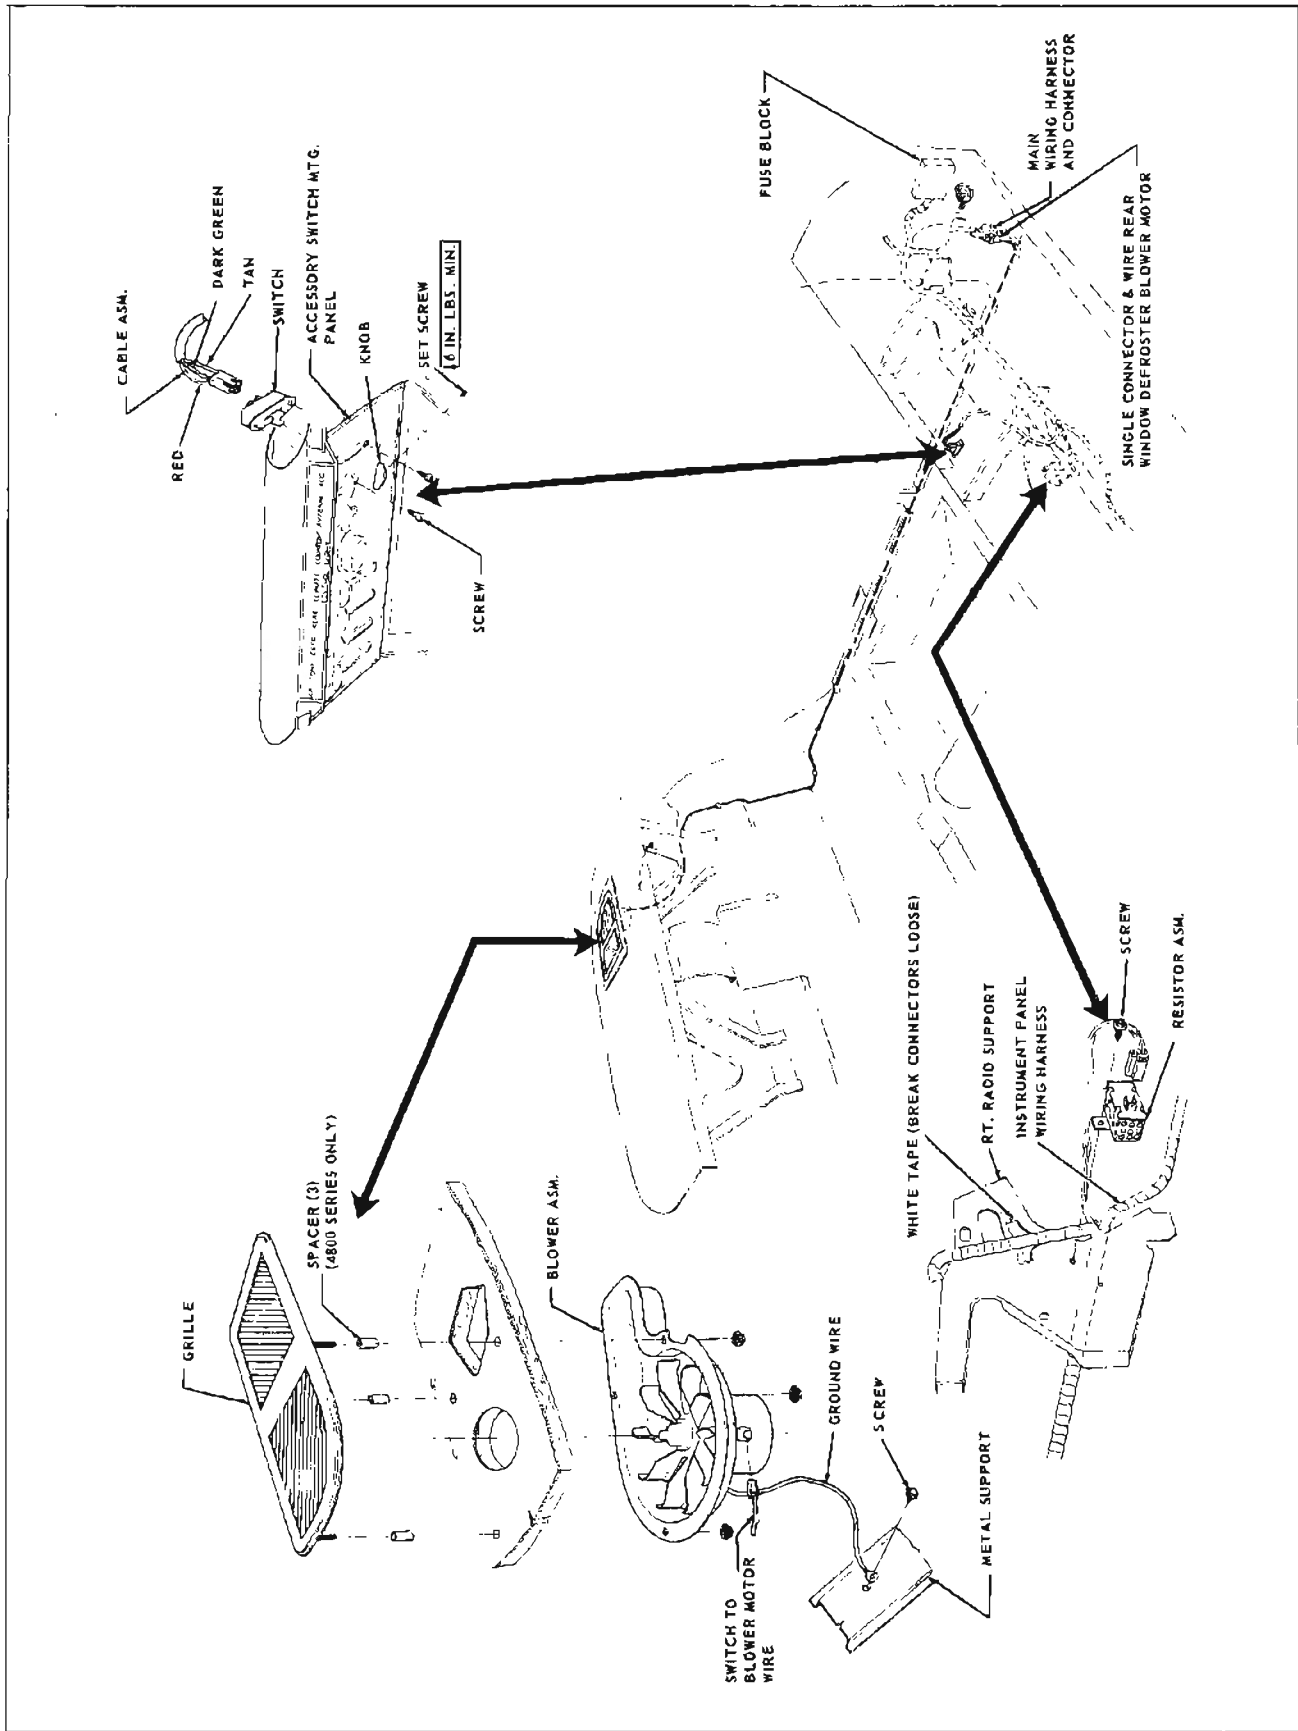 CABLE ASM.
DARK GREEN
TAN
RED
SWITCH
ACCESSORY SWITCH MTG.
PANEL
KNOB
SET SCREW
16 IN. LBS. MIN.
SCREW
FUSE BLOCK
MAIN
WIRING HARNESS
AND CONNECTOR
SINGLE CONNECTOR & WIRE REAR
WINDOW DEFROSTER BLOWER MOTOR
GRILLE
SPACER (3)
(4800 SERIES ONLY)
BLOWER ASM.
GROUND WIRE
SCREW
SWITCH TO
BLOWER MOTOR
WIRE
METAL SUPPORT
WHITE TAPE (BREAK CONNECTORS LOOSE)
RT. RADIO SUPPORT
INSTRUMENT PANEL
WIRING HARNESS
SCREW
RESISTOR ASM.